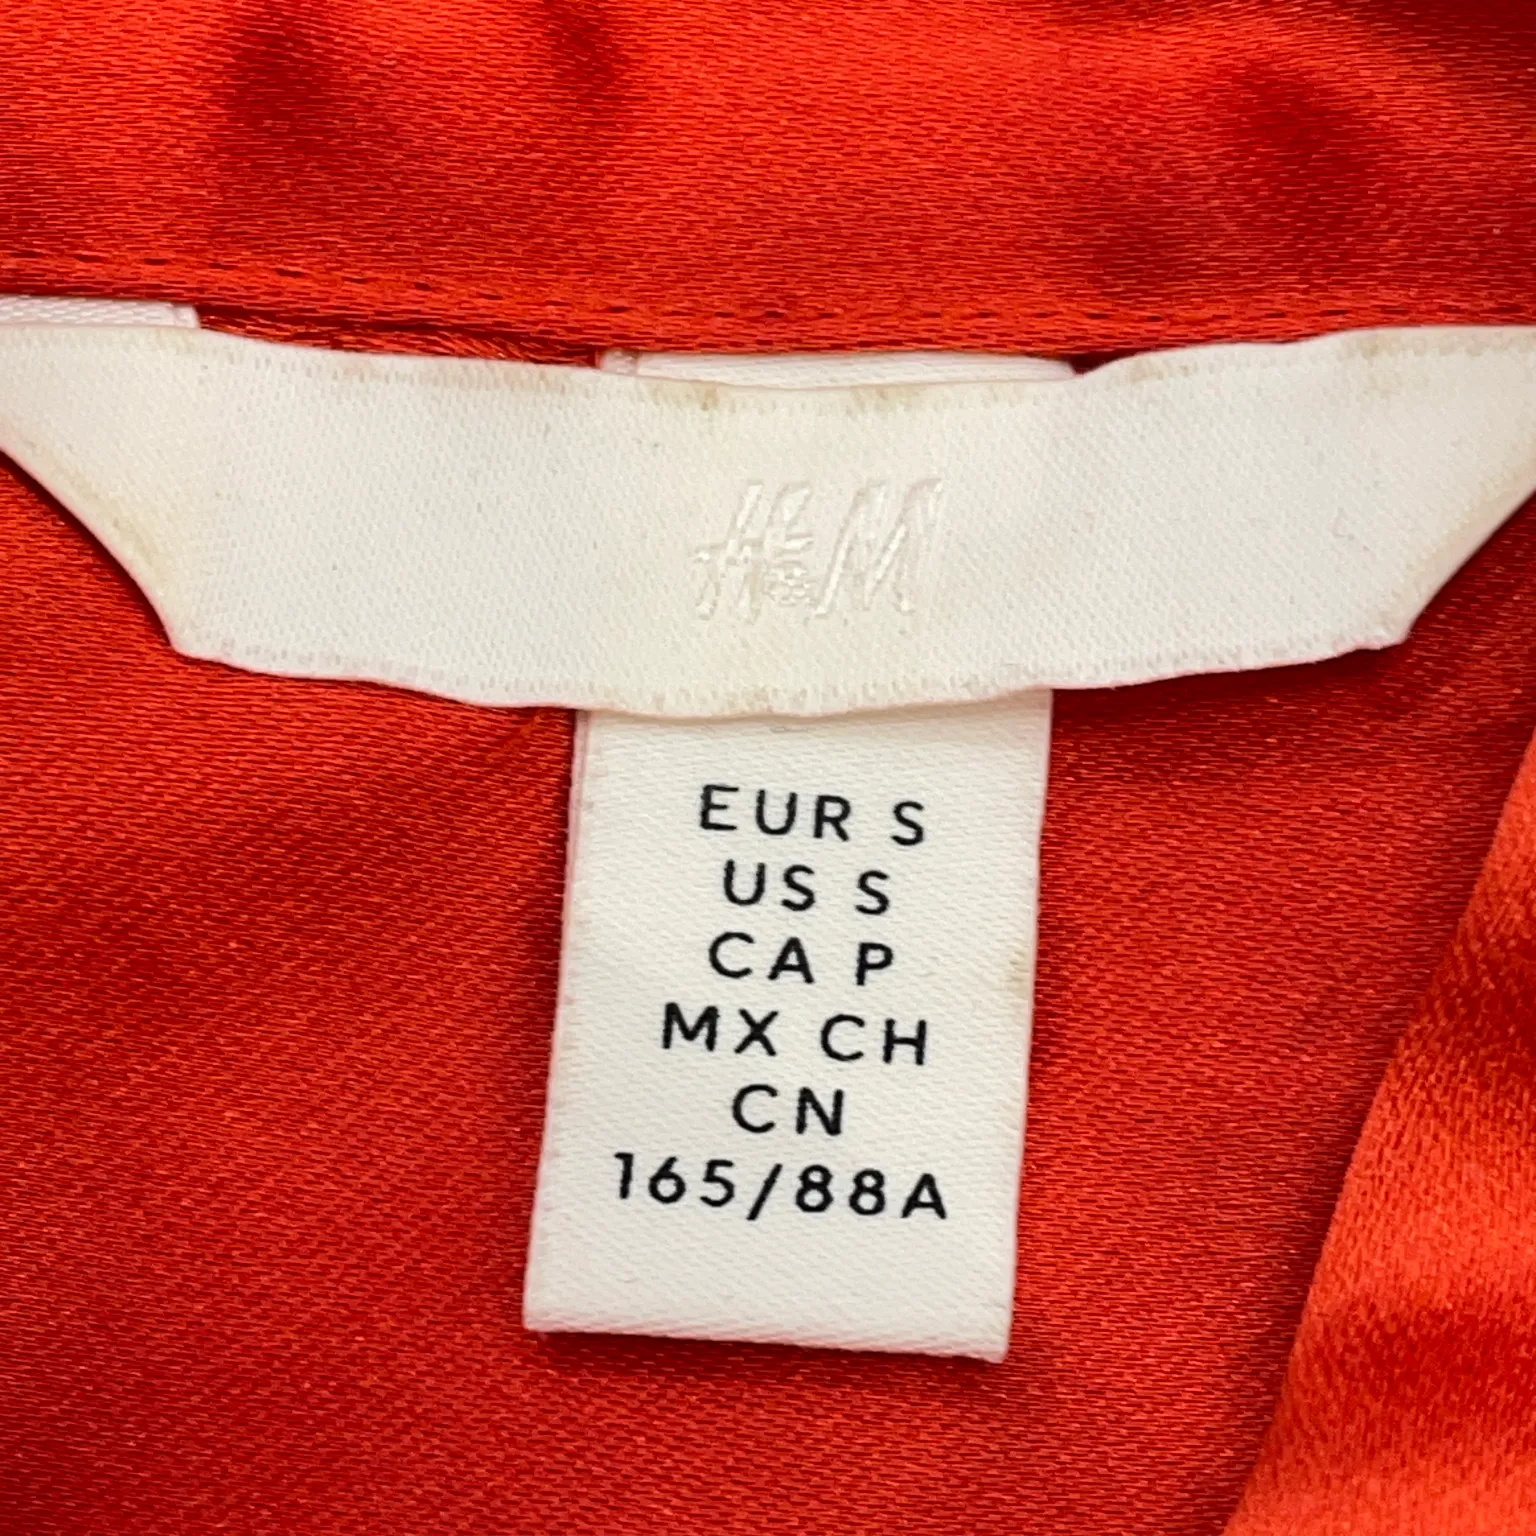 H&M
EUR S
US S
CA P
MX CH
CN
165/88A